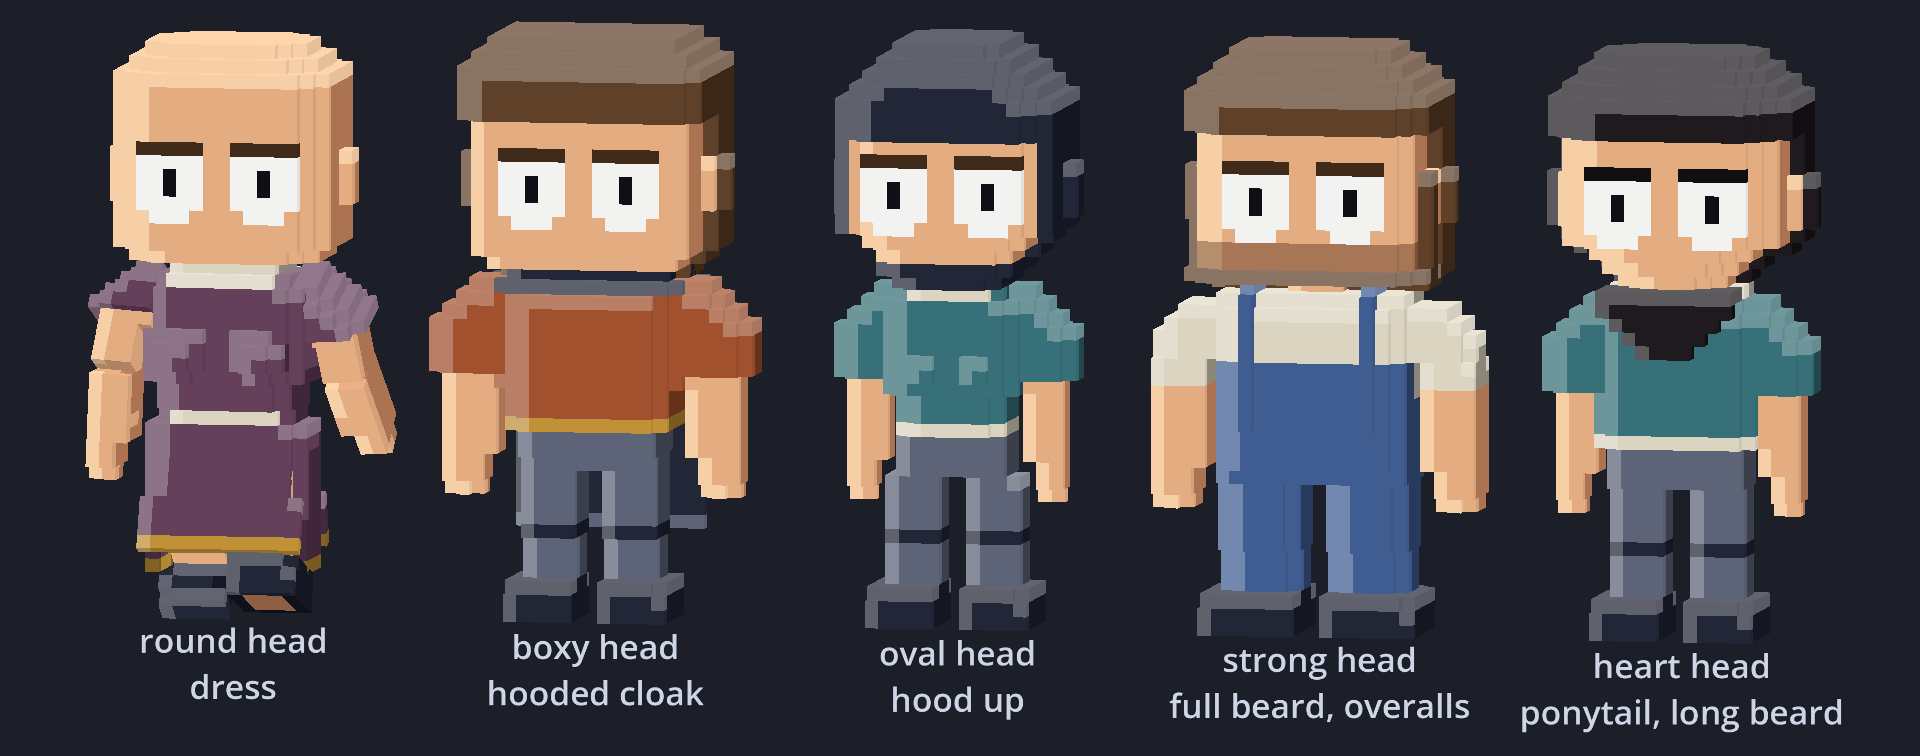 round head
dress
boxy head
hooded cloak
oval head
hood up
strong head
full beard, overalls
heart head
ponytail, long beard